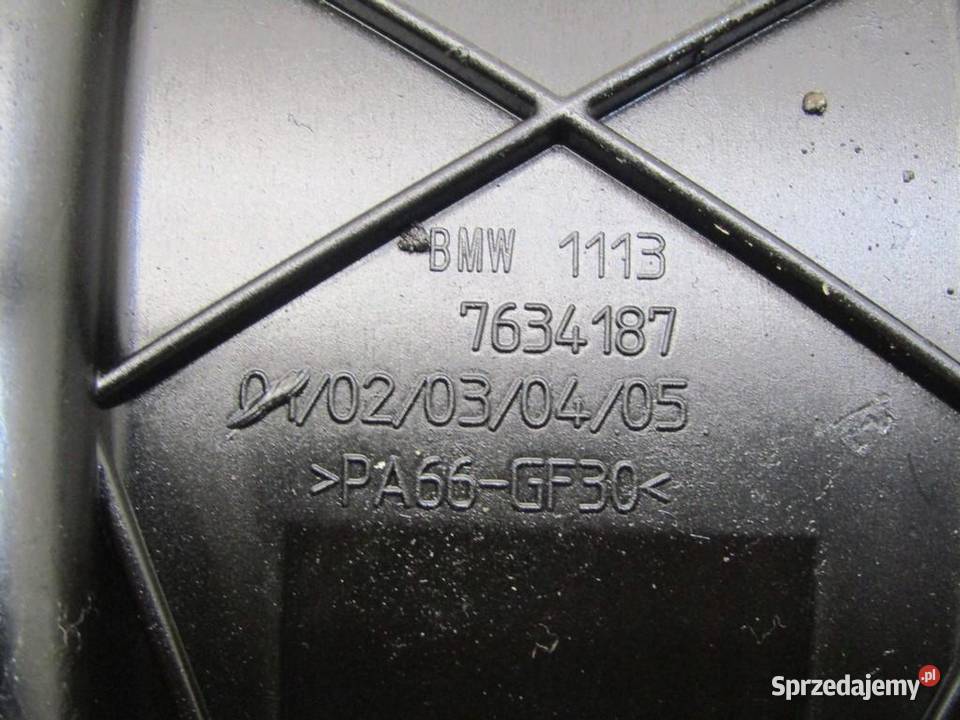 BMW 1113
7634187
01/02/03/04/05
>PA66-GF30<
Sprzedajemy.pl